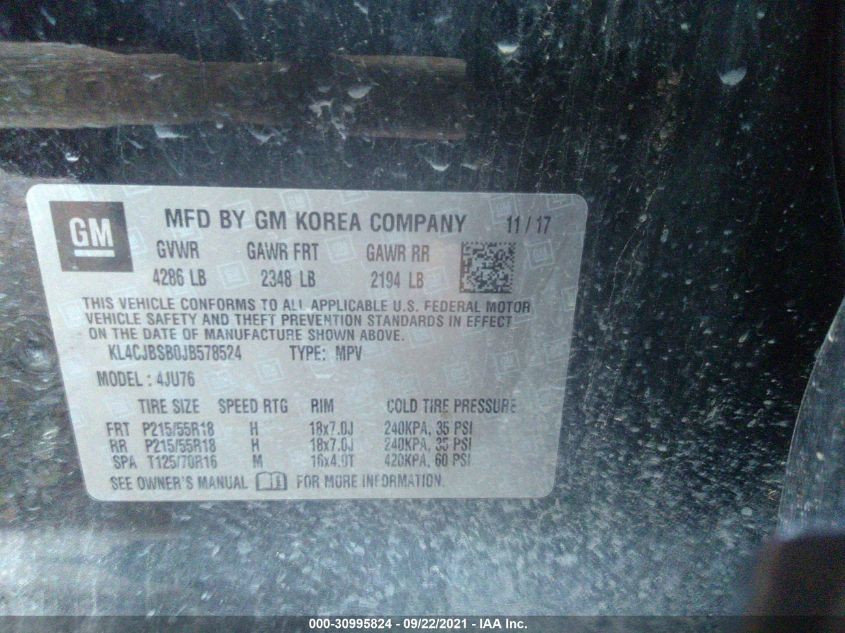 GM
MFD BY GM KOREA COMPANY 11/17
GVWR GAWR FRT GAWR RR
4286 LB 2348 LB 2194 LB
THIS VEHICLE CONFORMS TO ALL APPLICABLE U.S. FEDERAL MOTOR
VEHICLE SAFETY AND THEFT PREVENTION STANDARDS IN EFFECT
ON THE DATE OF MANUFACTURE SHOWN ABOVE.
KL4CJBSB0JB578524 TYPE: MPV
MODEL: 4JU76
TIRE SIZE SPEED RTG RIM COLD TIRE PRESSURE
FRT P215/55R18 H 18x7.0J 240KPA, 35 PSI
RR P215/55R18 H 18x7.0J 240KPA, 35 PSI
SPA T125/70R16 M 16x4.0T 420KPA, 60 PSI
SEE OWNER'S MANUAL FOR MORE INFORMATION.
000-30995824 - 09/22/2021 - IAA Inc.